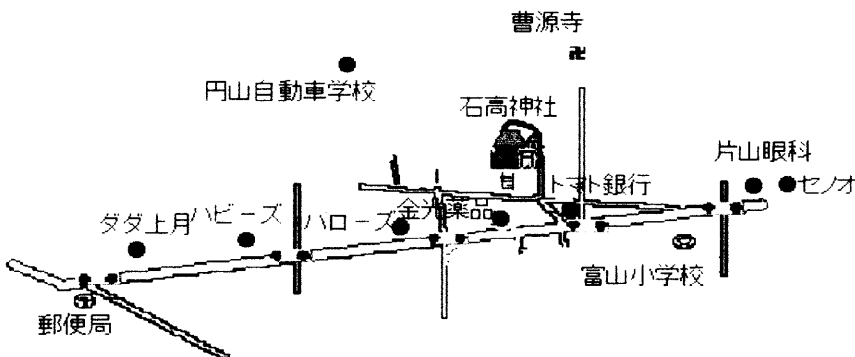 曹源寺
卍
円山自動車学校
石高神社
片山眼科
セノオ
トマト銀行
金光薬品
ハローズ
ハピーズ
ダダ上月
富山小学校
郵便局